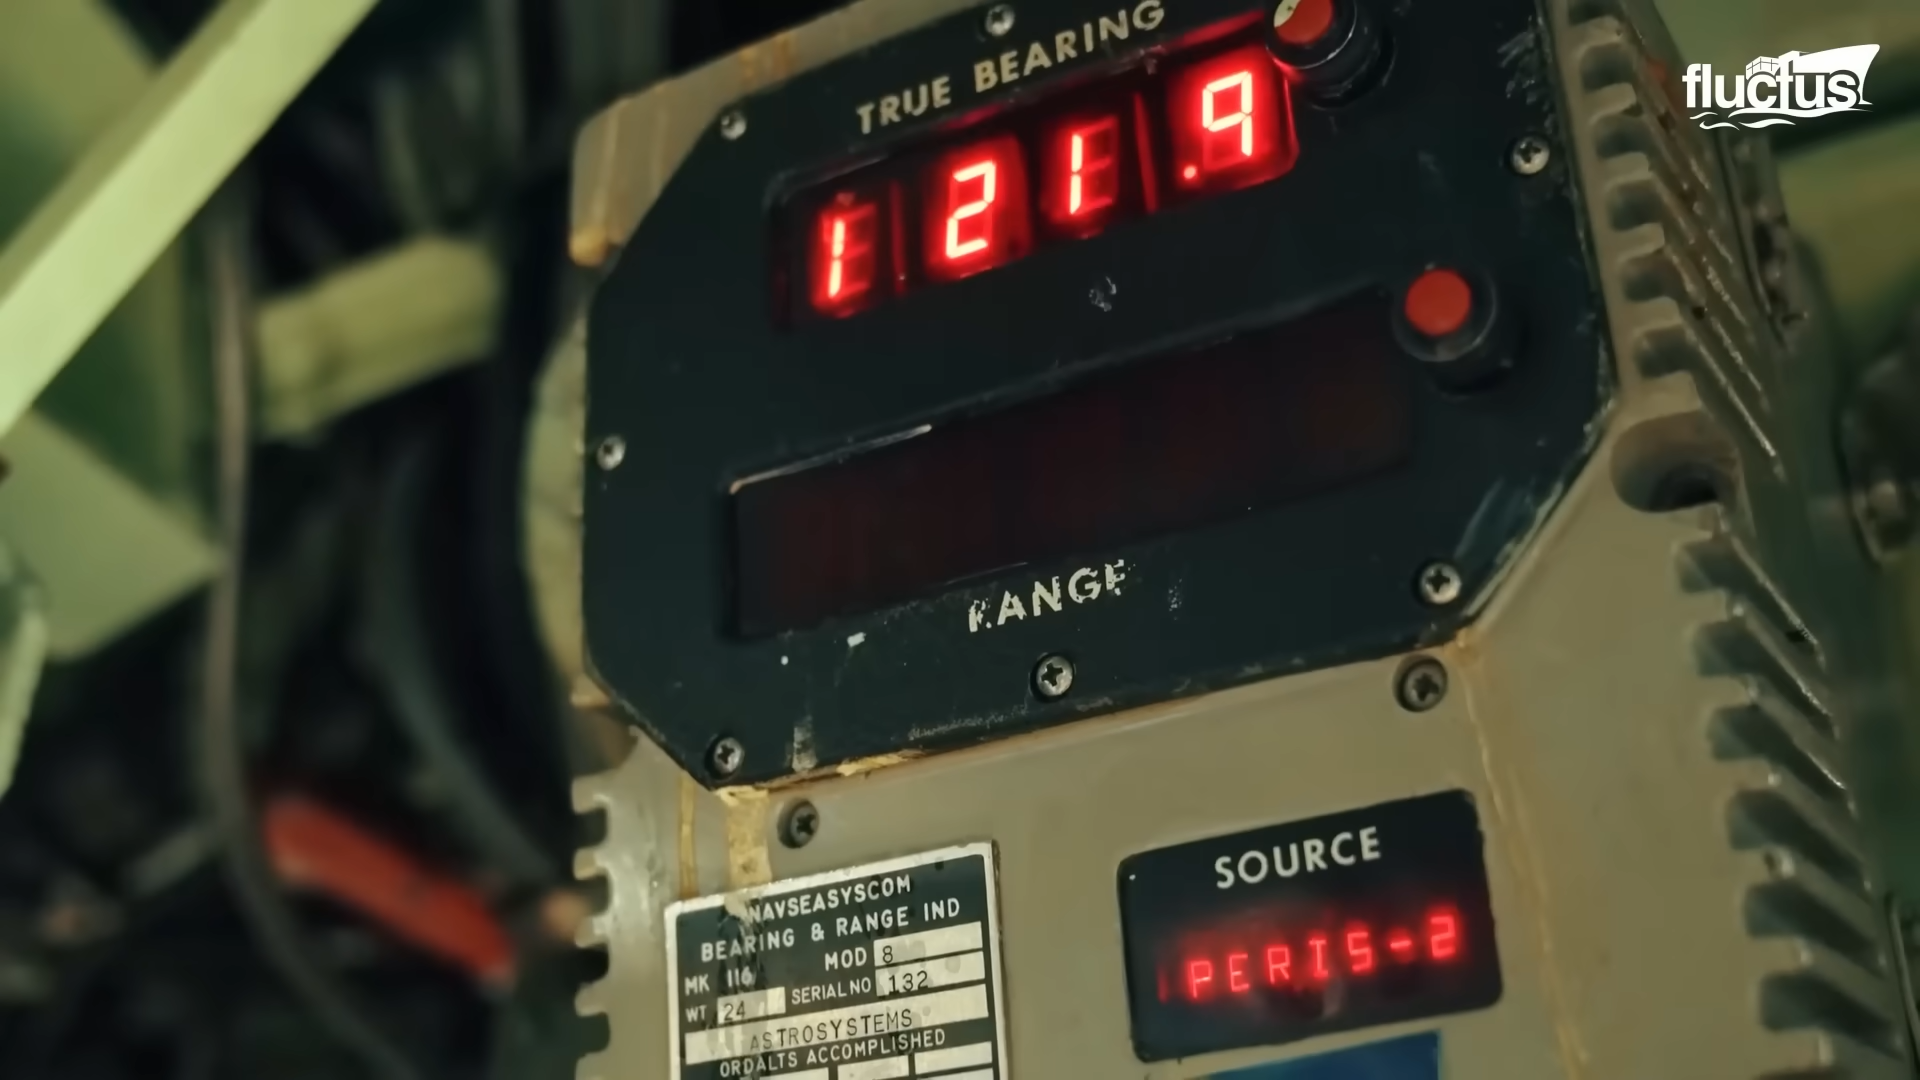 fluctus
TRUE BEARING
121.9
RANGE
SOURCE
PERIS-2
NAVSEASYSCOM
BEARING & RANGE IND
MK 116 MOD 8
WT 24 SERIAL NO 132
ASTROSYSTEMS
ORDALTS ACCOMPLISHED